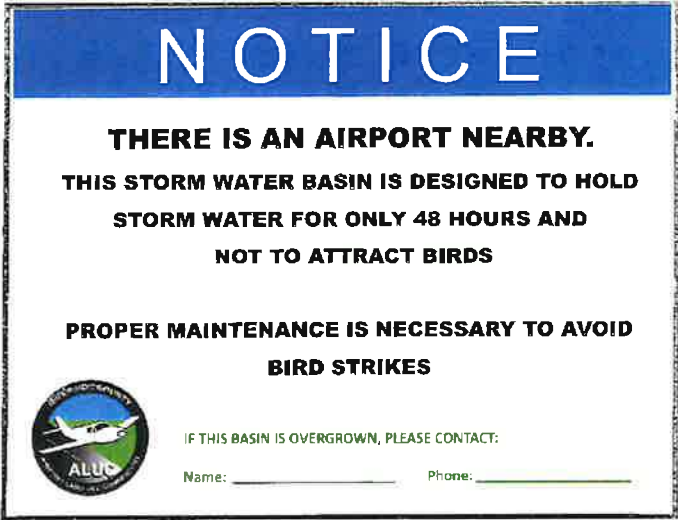 NOTICE
THERE IS AN AIRPORT NEARBY.
THIS STORM WATER BASIN IS DESIGNED TO HOLD
STORM WATER FOR ONLY 48 HOURS AND
NOT TO ATTRACT BIRDS
PROPER MAINTENANCE IS NECESSARY TO AVOID
BIRD STRIKES
IF THIS BASIN IS OVERGROWN, PLEASE CONTACT:
Name: Phone:
ALUC